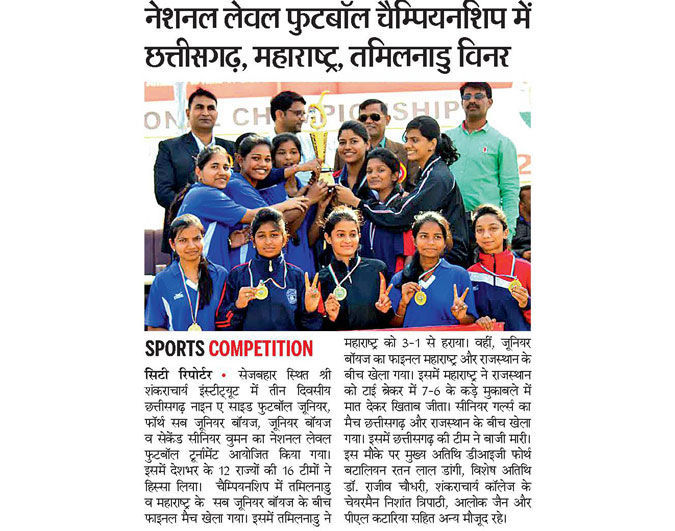 नेशनल लेवल फुटबॉल चैम्पियनशिप में
छत्तीसगढ़, महाराष्ट्र, तमिलनाडु विनर
ONAL CHAMPIONSHIP
SPORTS COMPETITION
सिटी रिपोर्टर • सेजबहार स्थित श्री
शंकराचार्य इंस्टीट्यूट में तीन दिवसीय
छत्तीसगढ़ नाइन ए साइड फुटबॉल जूनियर,
फॉर्थ सब जूनियर बॉयज, जूनियर बॉयज
व सेकेंड सीनियर वुमन का नेशनल लेवल
फुटबॉल टूर्नामेंट आयोजित किया गया।
इसमें देशभर के 12 राज्यों की 16 टीमों ने
हिस्सा लिया। चैम्पियनशिप में तमिलनाडु
व महाराष्ट्र के सब जूनियर बॉयज के बीच
फाइनल मैच खेला गया। इसमें तमिलनाडु ने
महाराष्ट्र को 3-1 से हराया। वहीं, जूनियर
बॉयज का फाइनल महाराष्ट्र और राजस्थान के
बीच खेला गया। इसमें महाराष्ट्र ने राजस्थान
को टाई ब्रेकर में 7-6 के कड़े मुकाबले में
मात देकर खिताब जीता। सीनियर गर्ल्स का
मैच छत्तीसगढ़ और राजस्थान के बीच खेला
गया। इसमें छत्तीसगढ़ की टीम ने बाजी मारी।
इस मौके पर मुख्य अतिथि डीआइजी फोर्थ
बटालियन रतन लाल डांगी, विशेष अतिथि
डॉ. राजीव चौधरी, शंकराचार्य कॉलेज के
चेयरमैन निशांत त्रिपाठी, आलोक जैन और
पीएल कटारिया सहित अन्य मौजूद रहे।